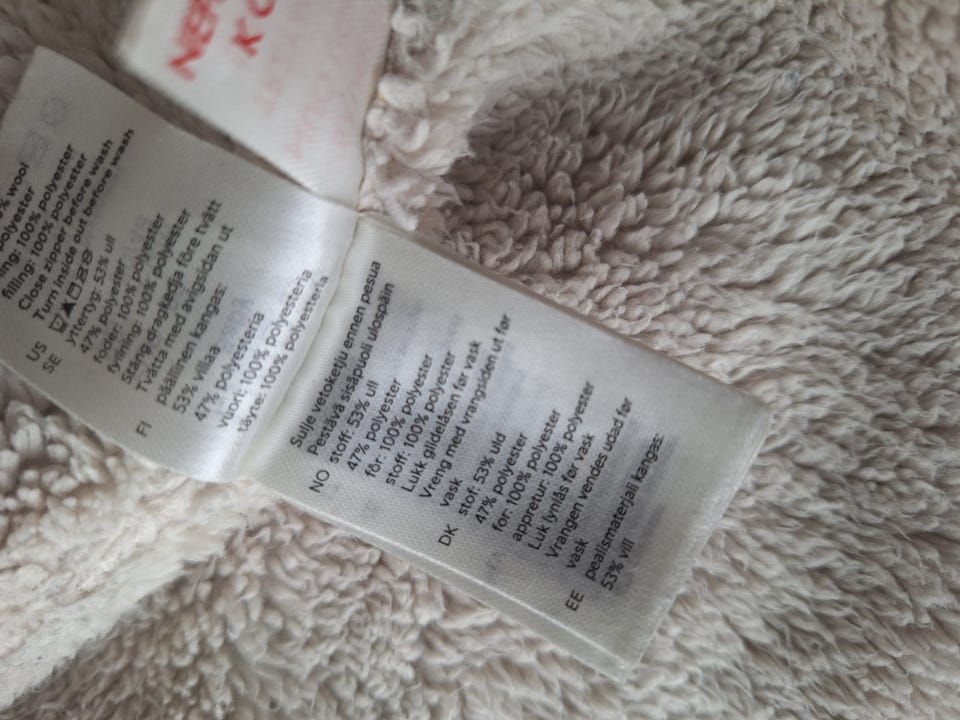 NER
KO
% wool
polyester
ning: 100% polyester
filling: 100% polyester
Close zipper before wash
Turn inside out before wash
US
SE
yttertyg: 53% ull
47% polyester
foder: 100% polyester
fyllning: 100% polyester
Stäng dragkedja före tvätt
Tvätta med avigsidan ut
FI
päällinen kangas:
53% villaa
47% polyesteria
vuori: 100% polyesteria
täyte: 100% polyesteria
Sulje vetoketju ennen pesua
Pestävä sisäpuoli ulospäin
NO stoff: 53% ull
47% polyester
fôr: 100% polyester
stoff: 100% polyester
Lukk glidelåsen før vask
Vreng med vrangsiden ut før
vask
DK stof: 53% uld
47% polyester
for: 100% polyester
appretur: 100% polyester
Luk lynlås før vask
Vrangen vendes udad før
vask
EE pealismaterjali kangas:
53% vill